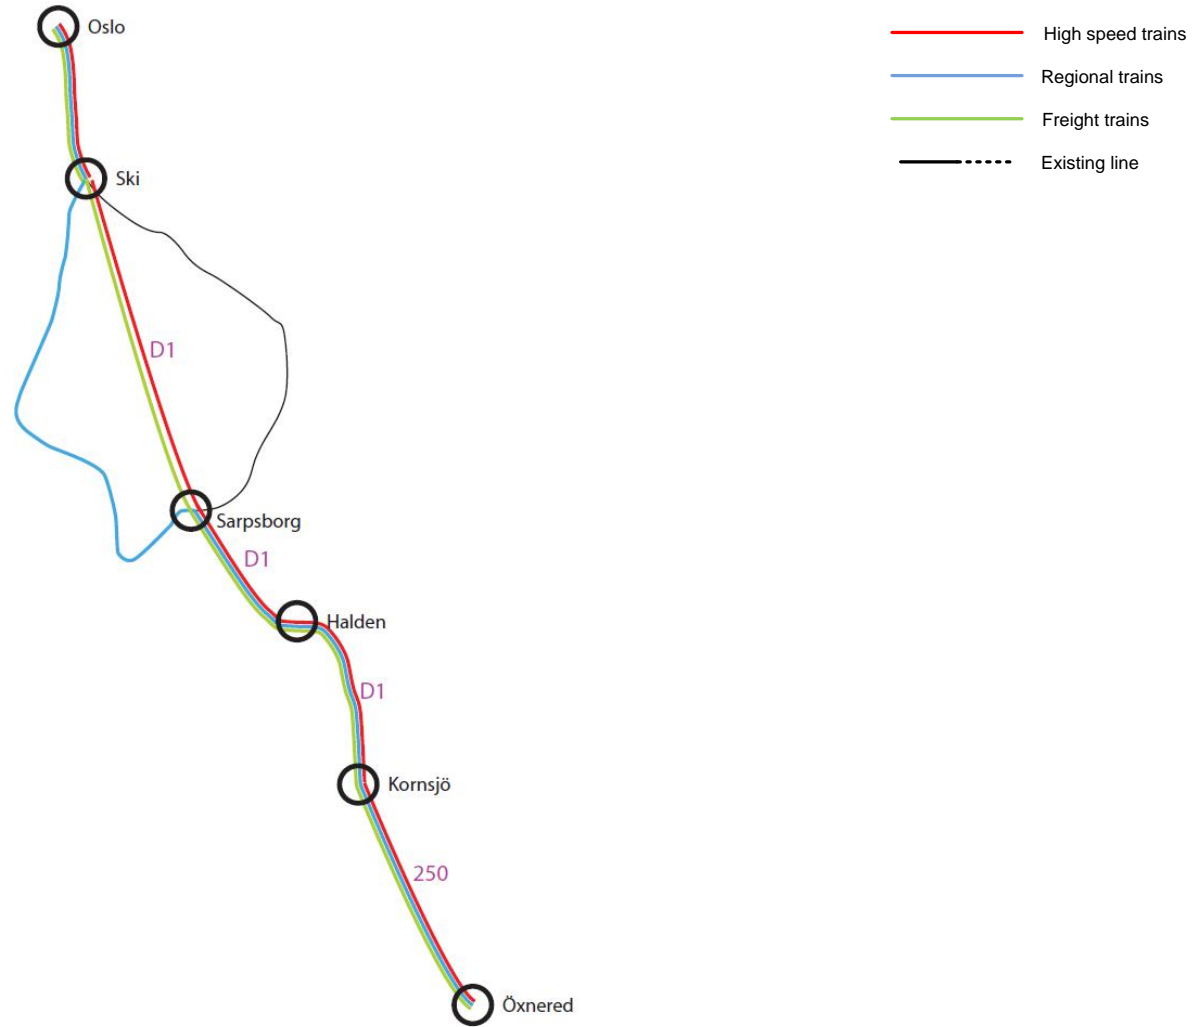 Oslo
High speed trains
Regional trains
Freight trains
Existing line
Ski
D1
Sarpsborg
D1
Halden
D1
Kornsjö
250
Öxnered